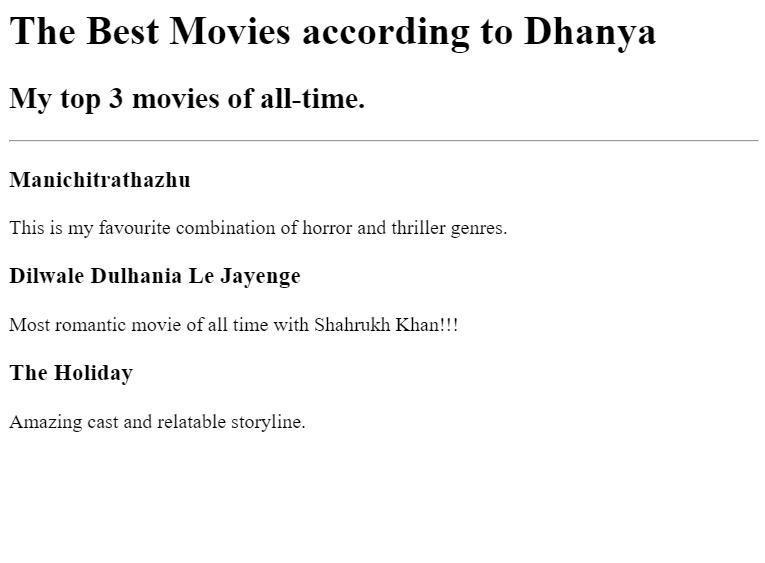 The Best Movies according to Dhanya
My top 3 movies of all-time.
Manichitrathazhu
This is my favourite combination of horror and thriller genres.
Dilwale Dulhania Le Jayenge
Most romantic movie of all time with Shahrukh Khan!!!
The Holiday
Amazing cast and relatable storyline.